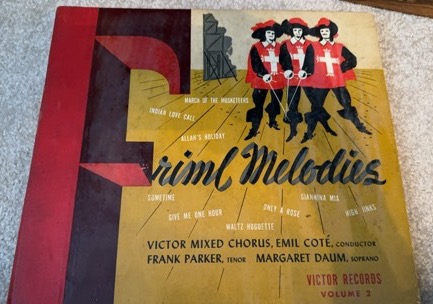 MARCH OF THE MUSKETEERS
INDIAN LOVE CALL
ALLAH'S HOLIDAY
Friml Melodies
SOMETIME
GIANNINA MIA
GIVE ME ONE HOUR
ONLY A ROSE
HIGH JINKS
WALTZ HUGUETTE
VICTOR MIXED CHORUS, EMIL COTÉ, CONDUCTOR
FRANK PARKER, TENOR MARGARET DAUM, SOPRANO
VICTOR RECORDS
VOLUME 2